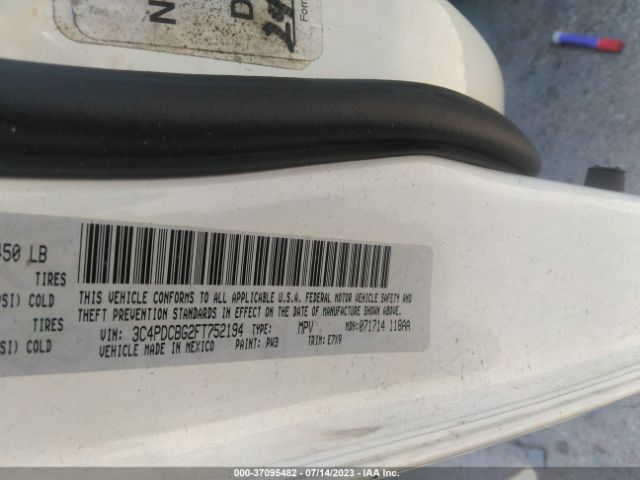 N
D
Form
450 LB
TIRES
PSI) COLD
TIRES
SI) COLD
THIS VEHICLE CONFORMS TO ALL APPLICABLE U.S.A. FEDERAL MOTOR VEHICLE SAFETY AND
THEFT PREVENTION STANDARDS IN EFFECT ON THE DATE OF MANUFACTURE SHOWN ABOVE.
VIN: 3C4PDCBG2FT752194 TYPE: MPV MDH:071714 118AA
VEHICLE MADE IN MEXICO PAINT: PW3 TRIM:E7X9
000-37095482 - 07/14/2023 - IAA Inc.